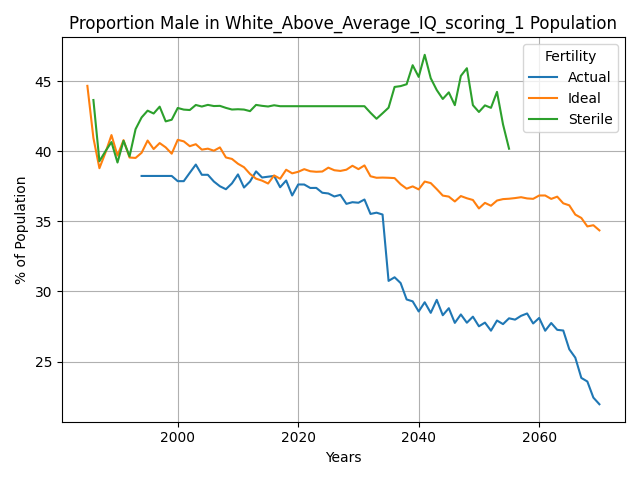 Proportion Male in White_Above_Average_IQ_scoring_1 Population
Fertility
Actual
Ideal
Sterile
% of Population
45
40
35
30
25
2000
2020
2040
2060
Years